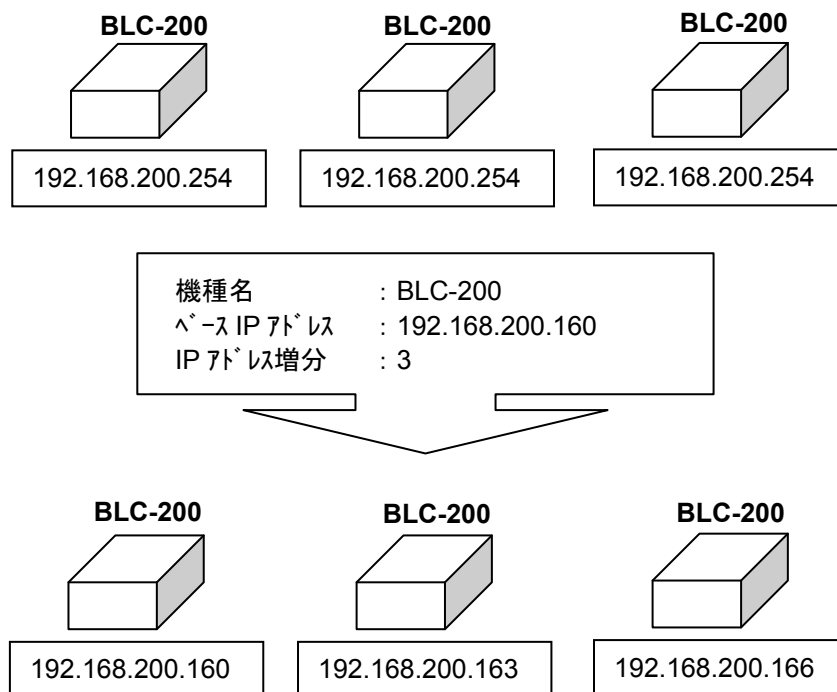 BLC-200 BLC-200 BLC-200
192.168.200.254 192.168.200.254 192.168.200.254
機種名 : BLC-200
ﾍﾞｰｽ IP ｱﾄﾞﾚｽ : 192.168.200.160
IP ｱﾄﾞﾚｽ増分 : 3
BLC-200 BLC-200 BLC-200
192.168.200.160 192.168.200.163 192.168.200.166